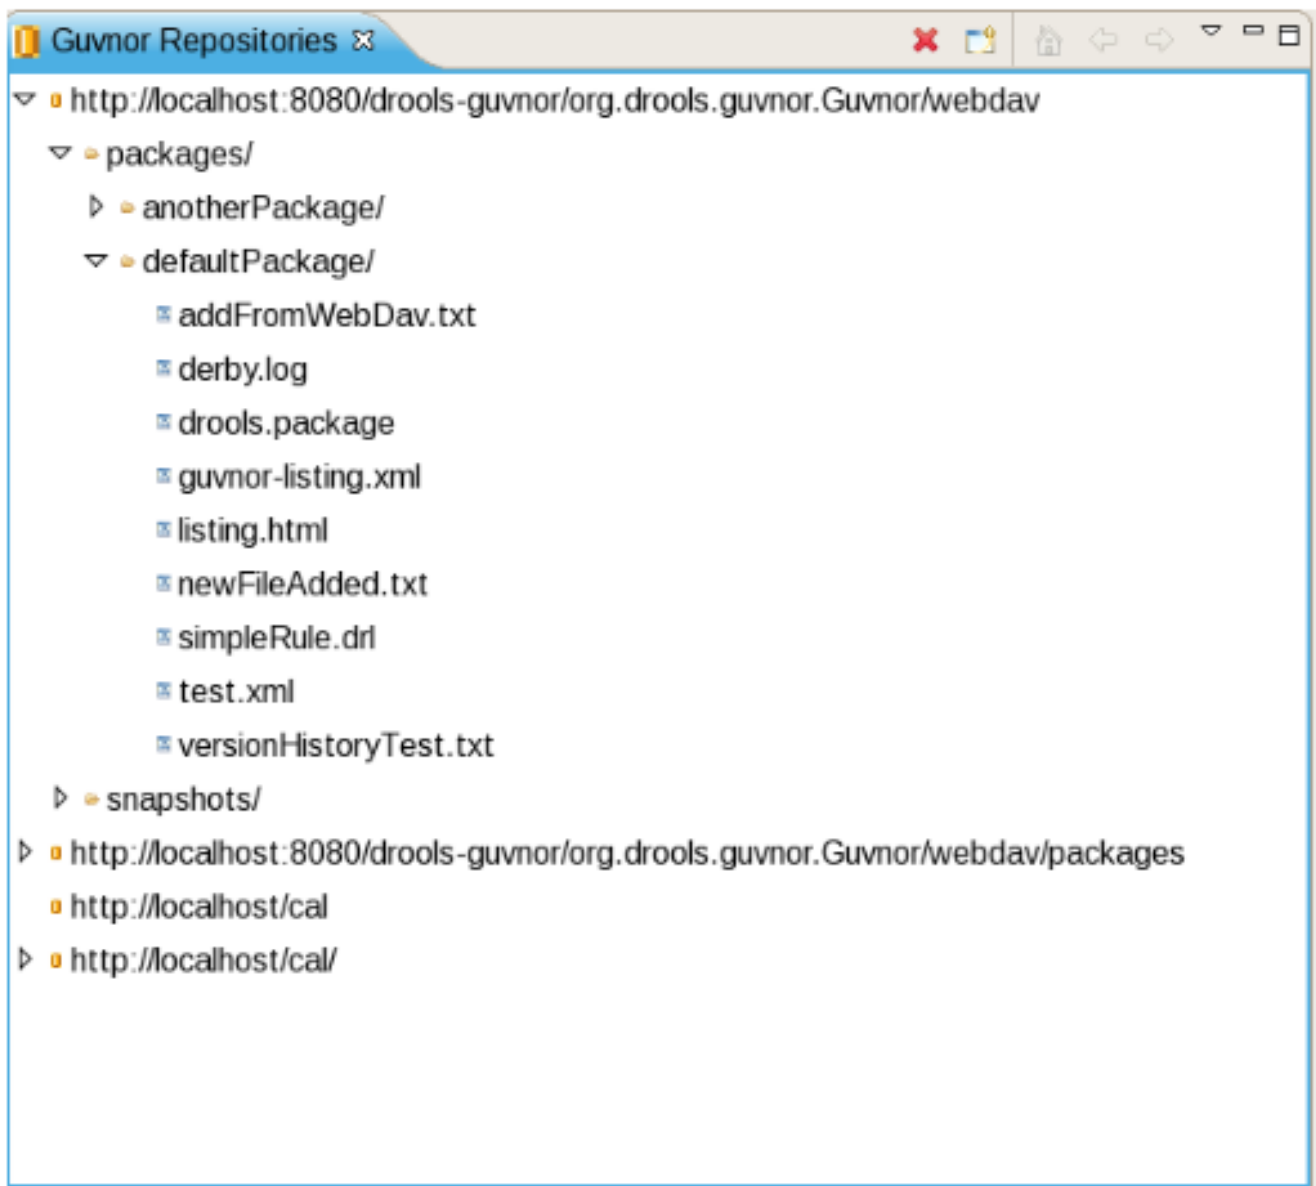 Guvnor Repositories
http://localhost:8080/drools-guvnor/org.drools.guvnor.Guvnor/webdav
packages/
anotherPackage/
defaultPackage/
addFromWebDav.txt
derby.log
drools.package
guvnor-listing.xml
listing.html
newFileAdded.txt
simpleRule.drl
test.xml
versionHistoryTest.txt
snapshots/
http://localhost:8080/drools-guvnor/org.drools.guvnor.Guvnor/webdav/packages
http://localhost/cal
http://localhost/cal/